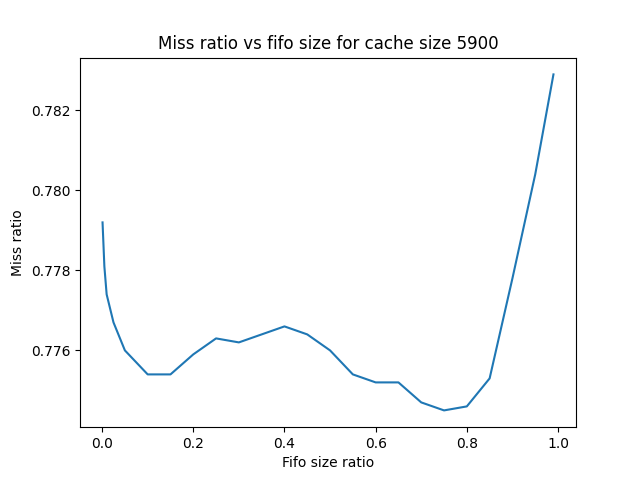 Miss ratio vs fifo size for cache size 5900
0.782
0.780
0.778
0.776
Miss ratio
0.0 0.2 0.4 0.6 0.8 1.0
Fifo size ratio